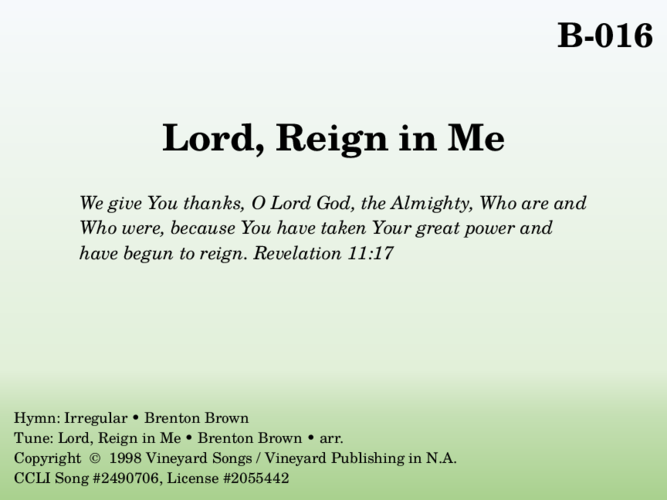 B-016
Lord, Reign in Me
We give You thanks, O Lord God, the Almighty, Who are and
Who were, because You have taken Your great power and
have begun to reign. Revelation 11:17
Hymn: Irregular • Brenton Brown
Tune: Lord, Reign in Me • Brenton Brown • arr.
Copyright © 1998 Vineyard Songs / Vineyard Publishing in N.A.
CCLI Song #2490706, License #2055442